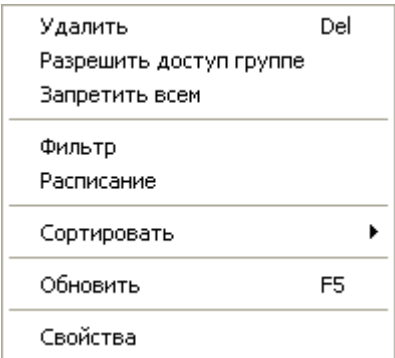 Удалить Del
Разрешить доступ группе
Запретить всем
Фильтр
Расписание
Сортировать
Обновить F5
Свойства